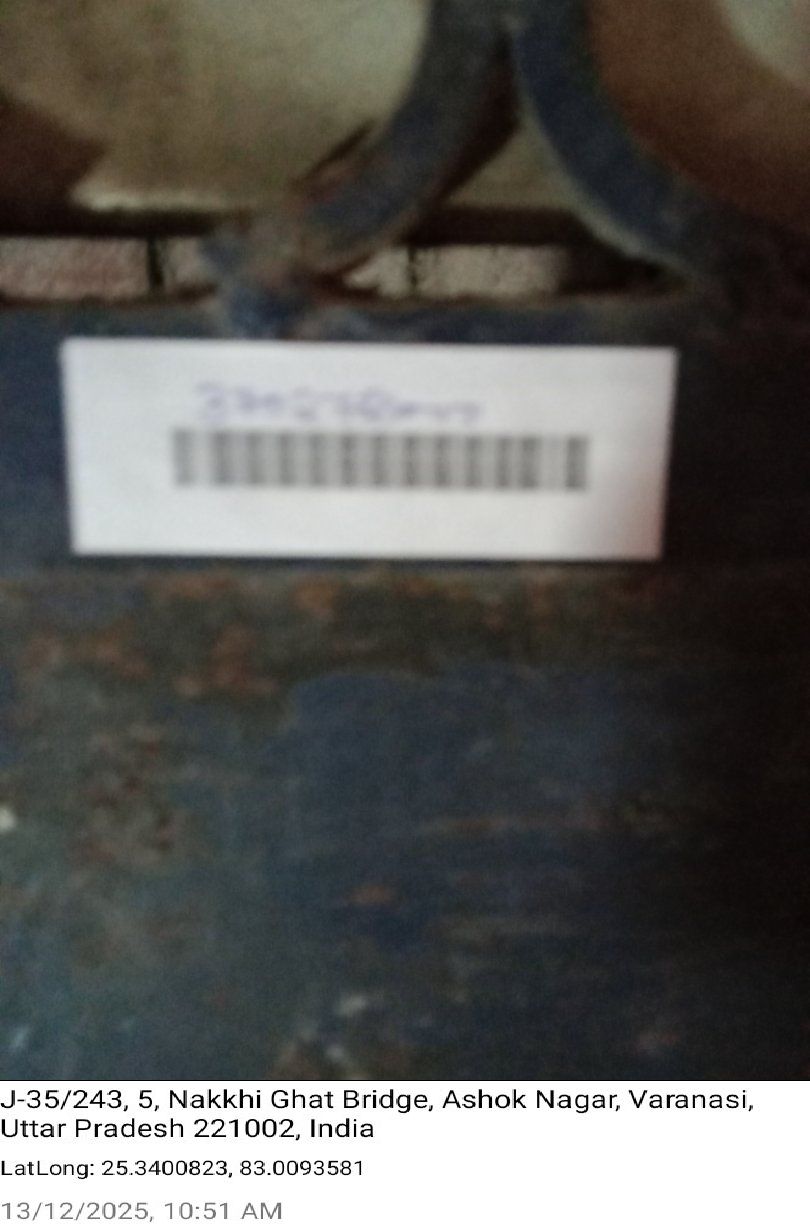 J-35/243, 5, Nakkhi Ghat Bridge, Ashok Nagar, Varanasi,
Uttar Pradesh 221002, India
LatLong: 25.3400823, 83.0093581
13/12/2025, 10:51 AM